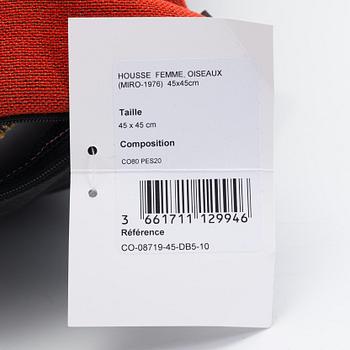 HOUSSE FEMME, OISEAUX
(MIRO-1976) 45x45cm
Taille
45 x 45 cm
Composition
CO80 PES20
3 661711 129946
Référence
CO-08719-45-DB5-10